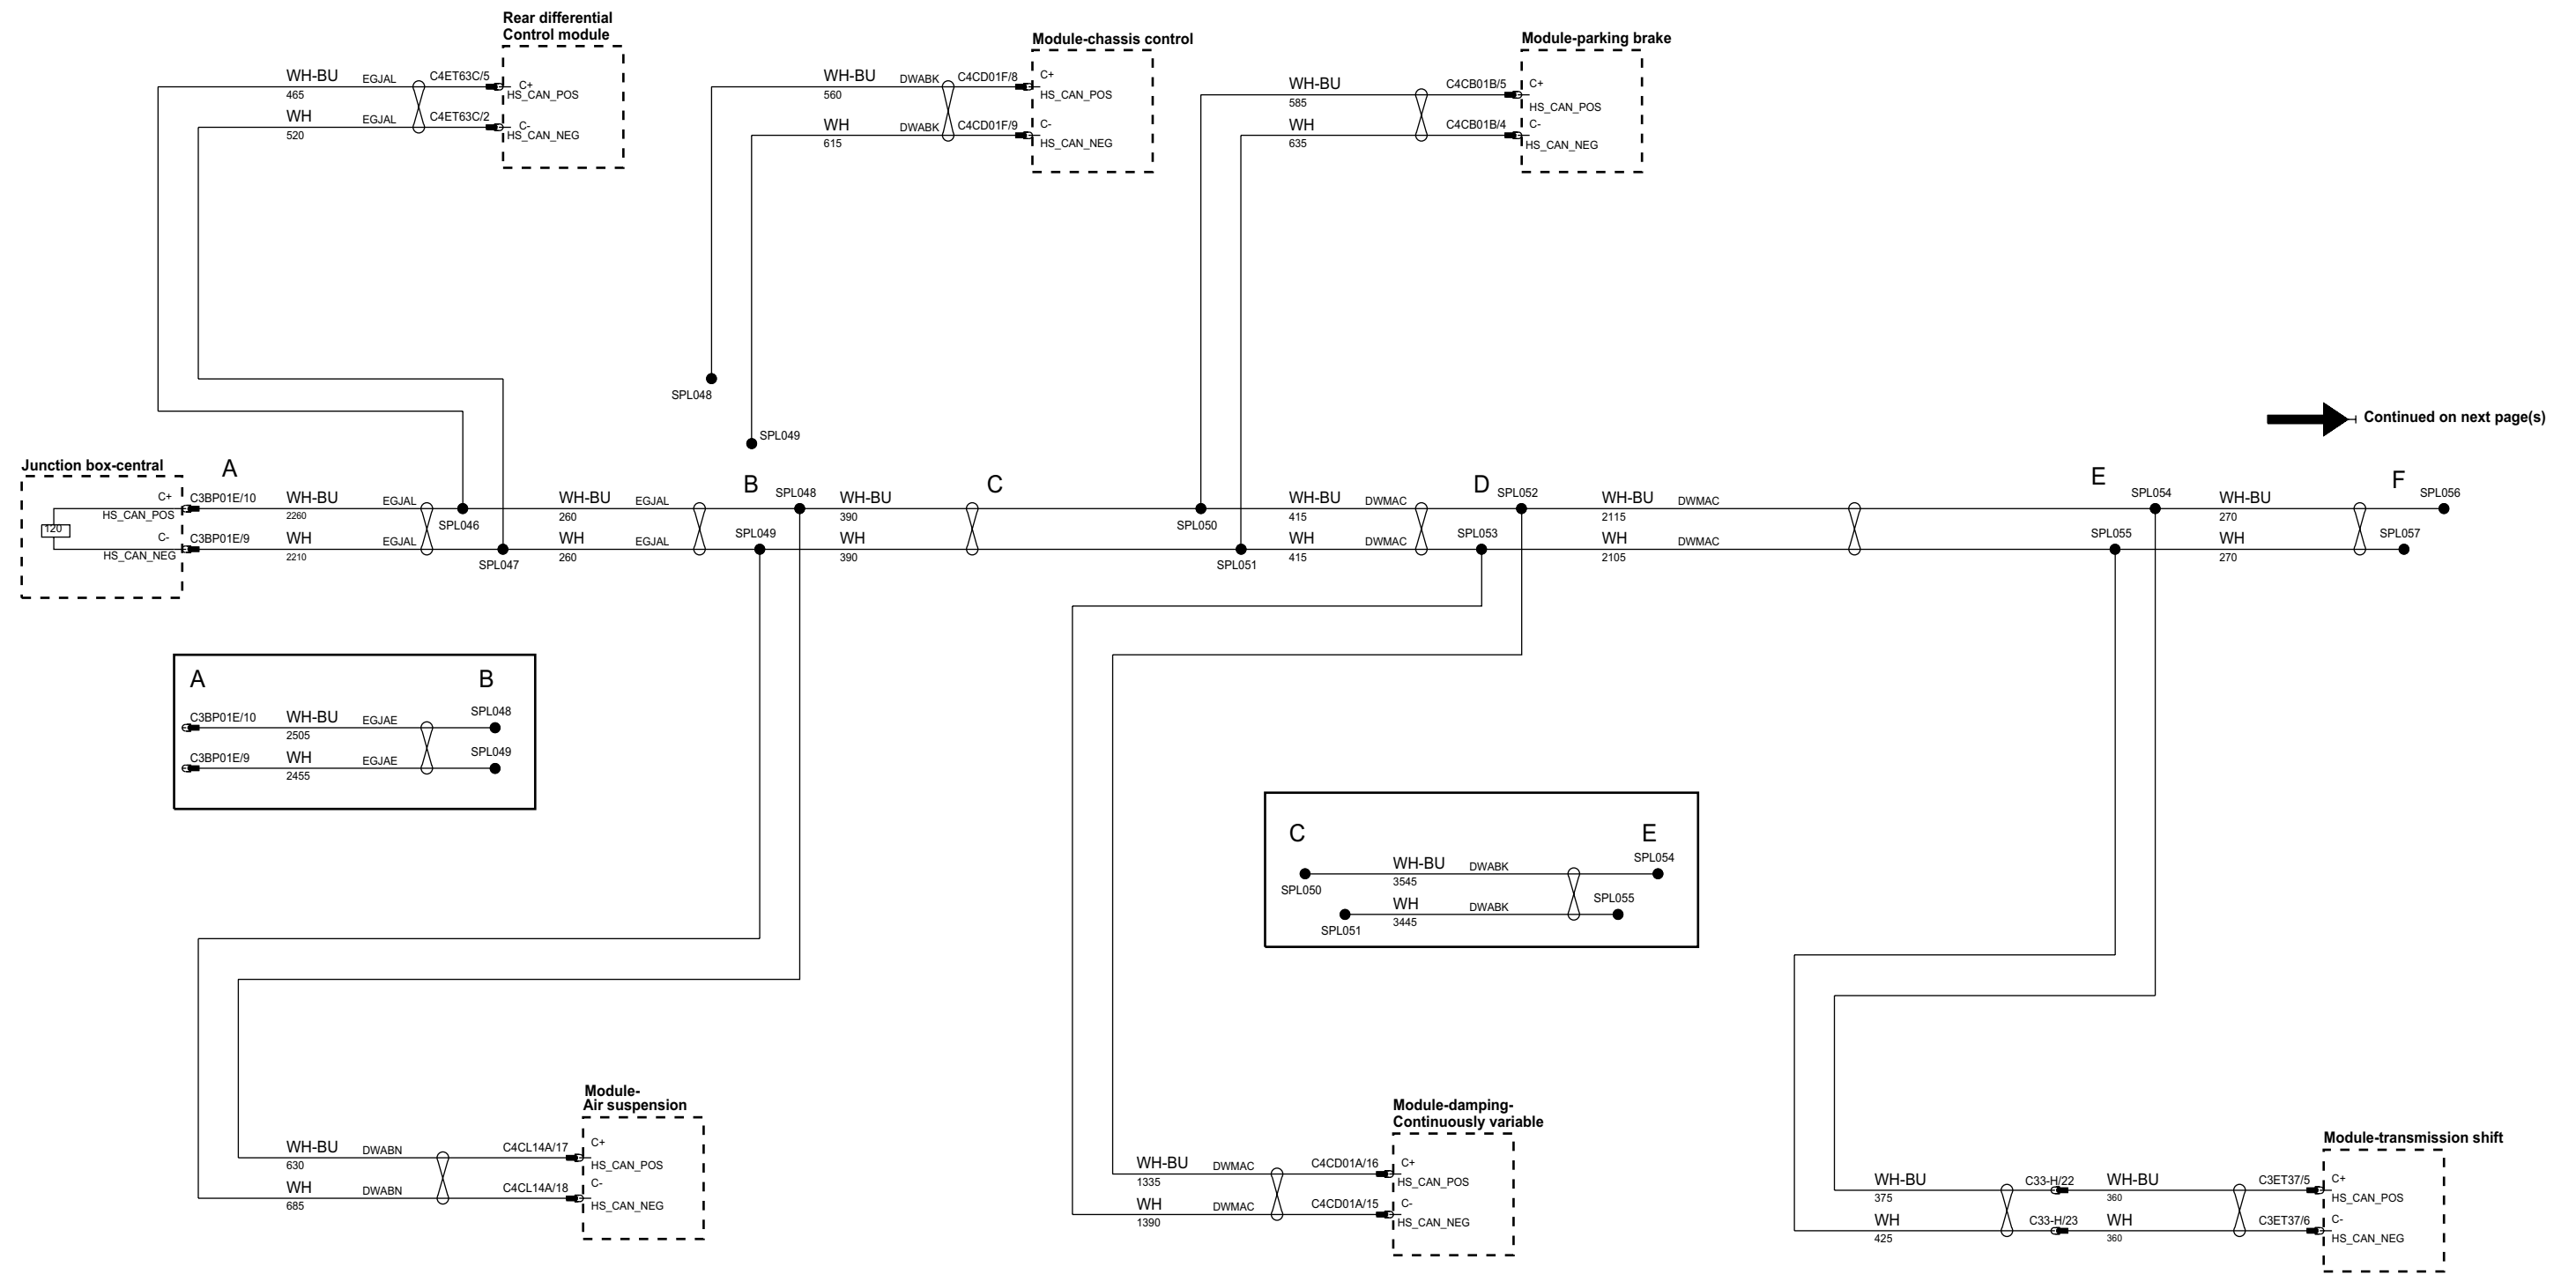 Rear differential
Control module
WH-BU EGJAL C4ET63C/5 C+
465 HS_CAN_POS
WH EGJAL C4ET63C/2 C-
520 HS_CAN_NEG
Module-chassis control
WH-BU DWABK C4CD01F/8 C+
560 HS_CAN_POS
WH DWABK C4CD01F/9 C-
615 HS_CAN_NEG
Module-parking brake
WH-BU C4CB01B/5 C+
585 HS_CAN_POS
WH C4CB01B/4 C-
635 HS_CAN_NEG
SPL048
SPL049
Continued on next page(s)
Junction box-central
A B C D E F
C+ C3BP01E/10 WH-BU EGJAL SPL046 WH-BU EGJAL SPL048 WH-BU SPL050 WH-BU DWMAC SPL052 WH-BU DWMAC SPL054 WH-BU SPL056
HS_CAN_POS 2260 260 390 415 2115 270
120
C- C3BP01E/9 WH EGJAL SPL047 WH EGJAL SPL049 WH SPL051 WH DWMAC SPL053 WH DWMAC SPL055 WH SPL057
HS_CAN_NEG 2210 260 390 415 2105 270
A B
C3BP01E/10 WH-BU EGJAE SPL048
2505
C3BP01E/9 WH EGJAE SPL049
2455
C E
SPL050 WH-BU DWABK SPL054
3545
SPL051 WH DWABK SPL055
3445
Module-
Air suspension
WH-BU DWABN C4CL14A/17 C+
630 HS_CAN_POS
WH DWABN C4CL14A/18 C-
685 HS_CAN_NEG
Module-damping-
Continuously variable
WH-BU DWMAC C4CD01A/16 C+
1335 HS_CAN_POS
WH DWMAC C4CD01A/15 C-
1390 HS_CAN_NEG
Module-transmission shift
WH-BU C33-H/22 WH-BU C3ET37/5 C+
375 360 HS_CAN_POS
WH C33-H/23 WH C3ET37/6 C-
425 360 HS_CAN_NEG